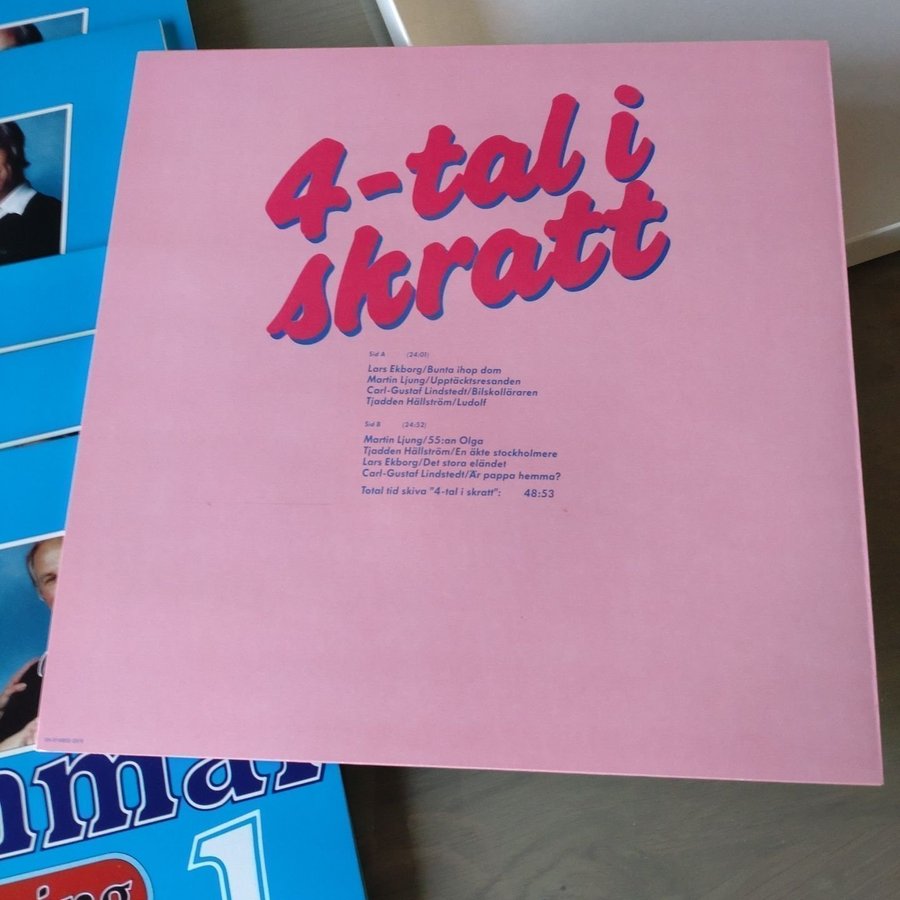 4-tal i
skratt
Sid A (24:01)
Lars Ekborg/Bunta ihop dom
Martin Ljung/Upptäcktsresanden
Carl-Gustaf Lindstedt/Bilskolläraren
Tjadden Hällström/Ludolf
Sid B (24:52)
Martin Ljung/55:an Olga
Tjadden Hällström/En äkte stockholmere
Lars Ekborg/Det stora eländet
Carl-Gustaf Lindstedt/Är pappa hemma?
Total tid skiva "4-tal i skratt": 48:53
1